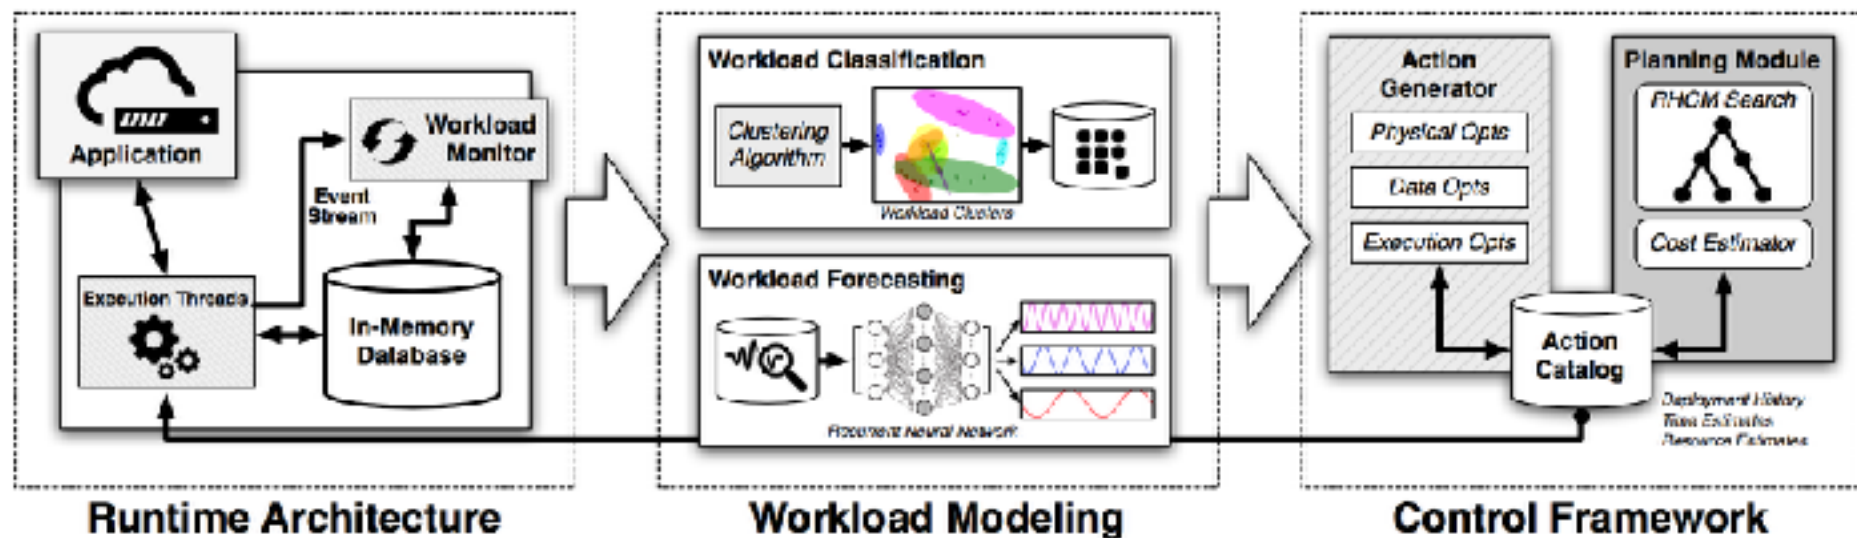 Application
Workload
Monitor
Event
Stream
Execution Threads
In-Memory
Database
Runtime Architecture
Workload Classification
Clustering
Algorithm
Workload Clusters
Workload Forecasting
Recurrent Neural Network
Workload Modeling
Action
Generator
Physical Opts
Data Opts
Execution Opts
Planning Module
RHCM Search
Cost Estimator
Action
Catalog
Deployment History
Time Estimates
Resource Estimates
Control Framework